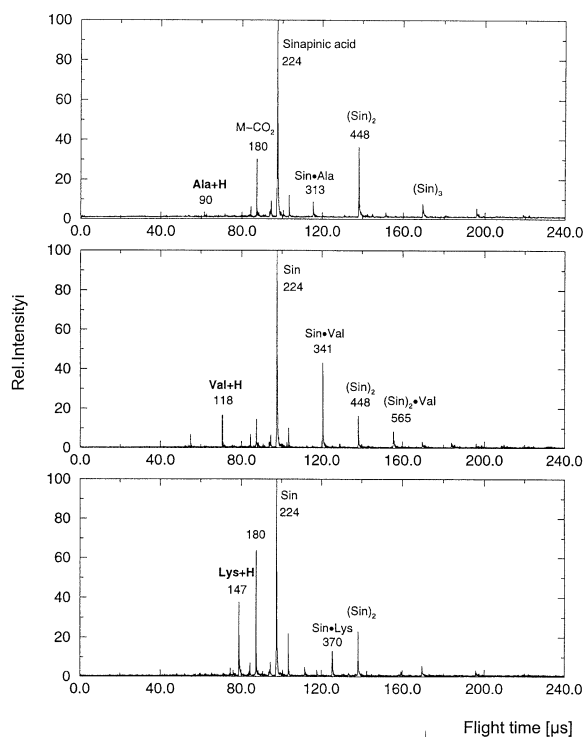 Rel.Intensityi
100
80
60
40
20
0
Sinapinic acid
224
M–CO2
180
Ala+H
90
Sin•Ala
313
(Sin)2
448
(Sin)3
0.0 40.0 80.0 120.0 160.0 200.0 240.0
100
80
60
40
20
0
Sin
224
Val+H
118
Sin•Val
341
(Sin)2
448
(Sin)2•Val
565
0.0 40.0 80.0 120.0 160.0 200.0 240.0
100
80
60
40
20
0
Sin
224
180
Lys+H
147
Sin•Lys
370
(Sin)2
0.0 40.0 80.0 120.0 160.0 200.0 240.0
Flight time [µs]